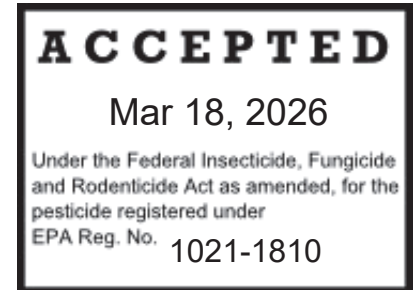 ACCEPTED
Mar 18, 2026
Under the Federal Insecticide, Fungicide
and Rodenticide Act as amended, for the
pesticide registered under
EPA Reg. No. 1021-1810